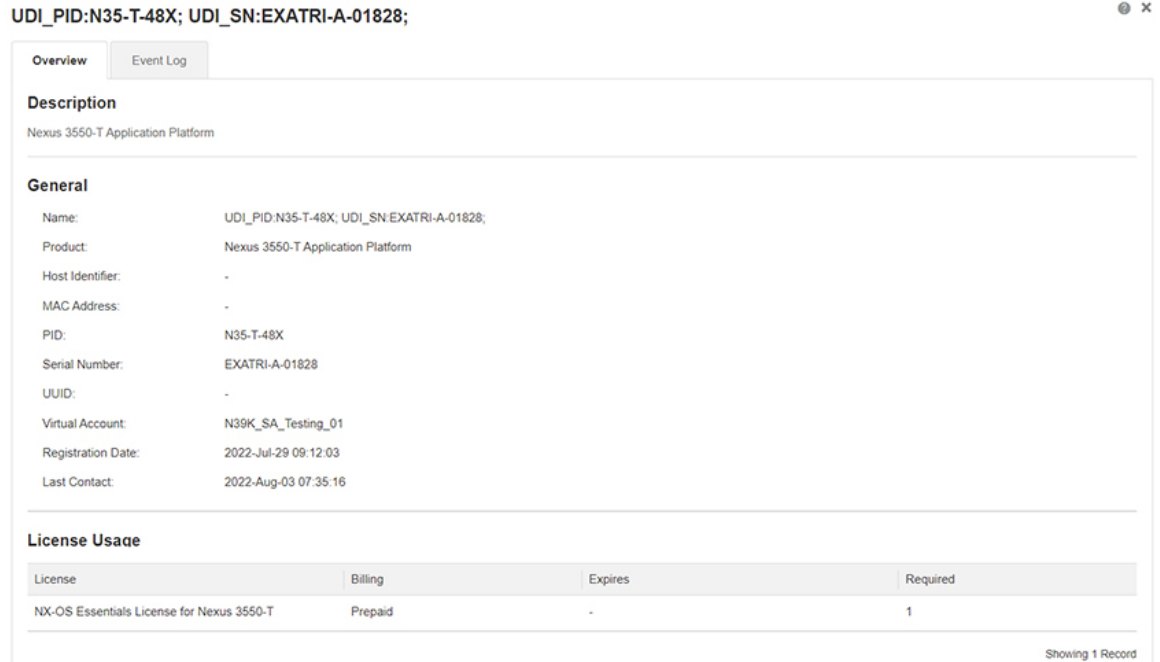 UDI_PID:N35-T-48X; UDI_SN:EXATRI-A-01828;
Overview Event Log
Description
Nexus 3550-T Application Platform
General
Name: UDI_PID:N35-T-48X; UDI_SN:EXATRI-A-01828;
Product: Nexus 3550-T Application Platform
Host Identifier: -
MAC Address: -
PID: N35-T-48X
Serial Number: EXATRI-A-01828
UUID: -
Virtual Account: N39K_SA_Testing_01
Registration Date: 2022-Jul-29 09:12:03
Last Contact: 2022-Aug-03 07:35:16
License Usage
License Billing Expires Required
NX-OS Essentials License for Nexus 3550-T Prepaid - 1
Showing 1 Record